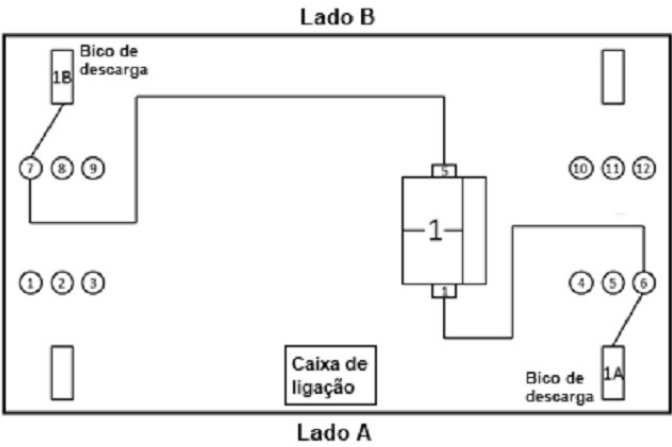 Lado B
Bico de
descarga
1B
7 8 9
5
10 11 12
1
1 2 3
1
4 5 6
Caixa de
ligação
1A
Bico de
descarga
Lado A